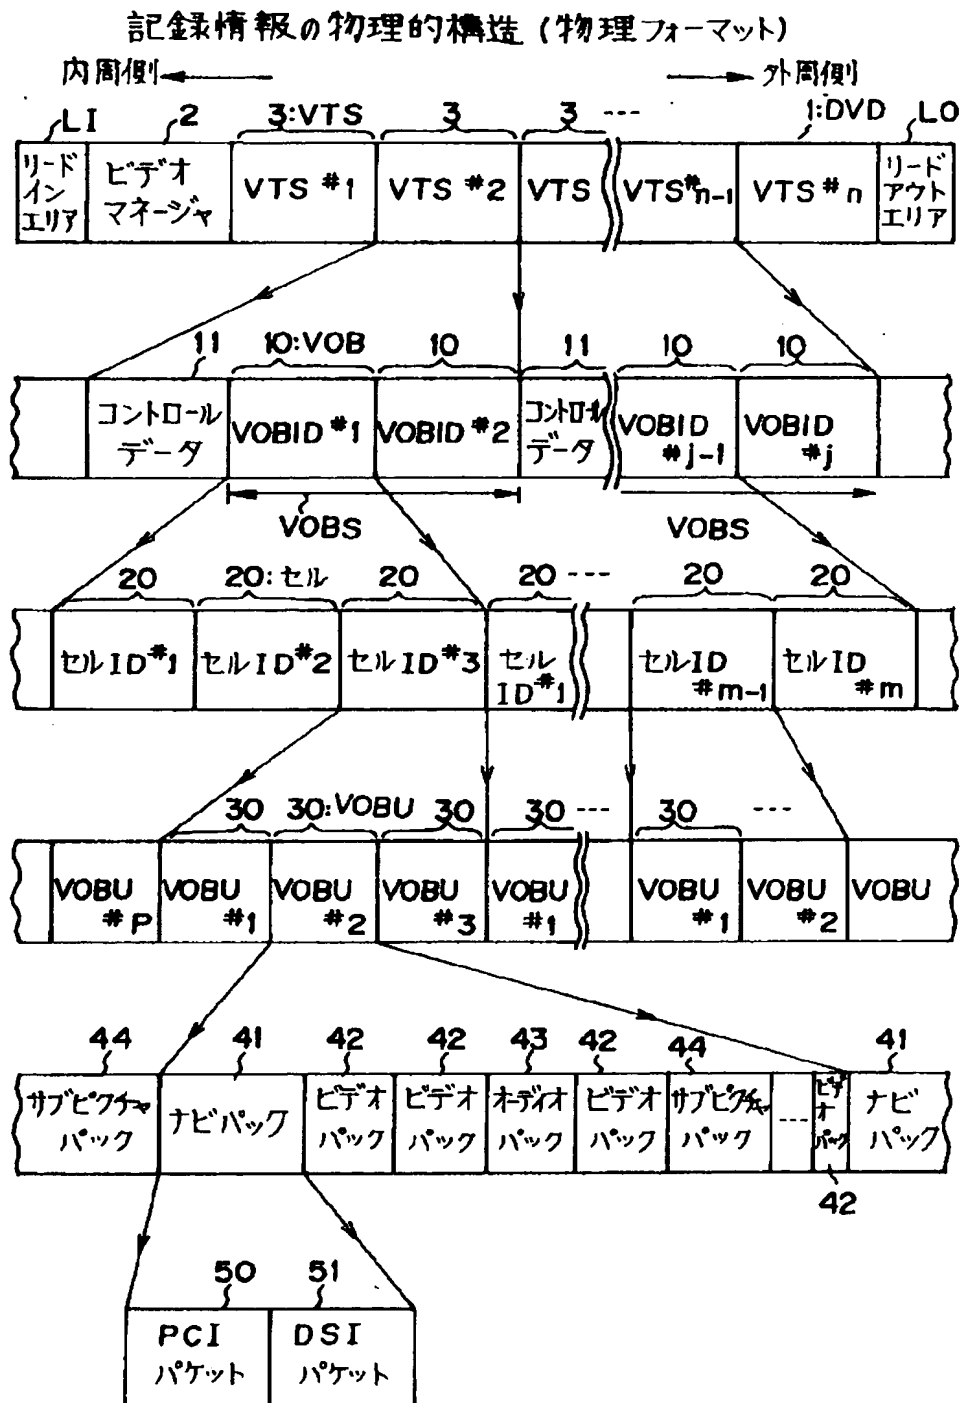 記録情報の物理的構造(物理フォーマット)
内周側
外周側
LI 2 3:VTS 3 3 --- 1:DVD LO
リード
イン
エリア
ビデオ
マネージャ
VTS #1
VTS #2
VTS
VTS#n-1
VTS #n
リード
アウト
エリア
11 10:VOB 10 11 10 10
コントロール
データ
VOBID #1
VOBID #2
コントロール
データ
VOBID
#j-1
VOBID
#j
VOBS
VOBS
20 20:セル 20 20 --- 20 20
セルID#1
セルID#2
セルID#3
セル
ID#1
セルID
#m-1
セルID
#m
30 30:VOBU 30 30 --- 30 ---
VOBU
#P
VOBU
#1
VOBU
#2
VOBU
#3
VOBU
#1
VOBU
#1
VOBU
#2
VOBU
44 41 42 42 43 42 44 41
サブピクチャ
パック
ナビパック
ビデオ
パック
ビデオ
パック
オーディオ
パック
ビデオ
パック
サブピクチャ
パック
---
ビデ
オ
パック
ナビ
パック
42
50 51
PCI
パケット
DSI
パケット